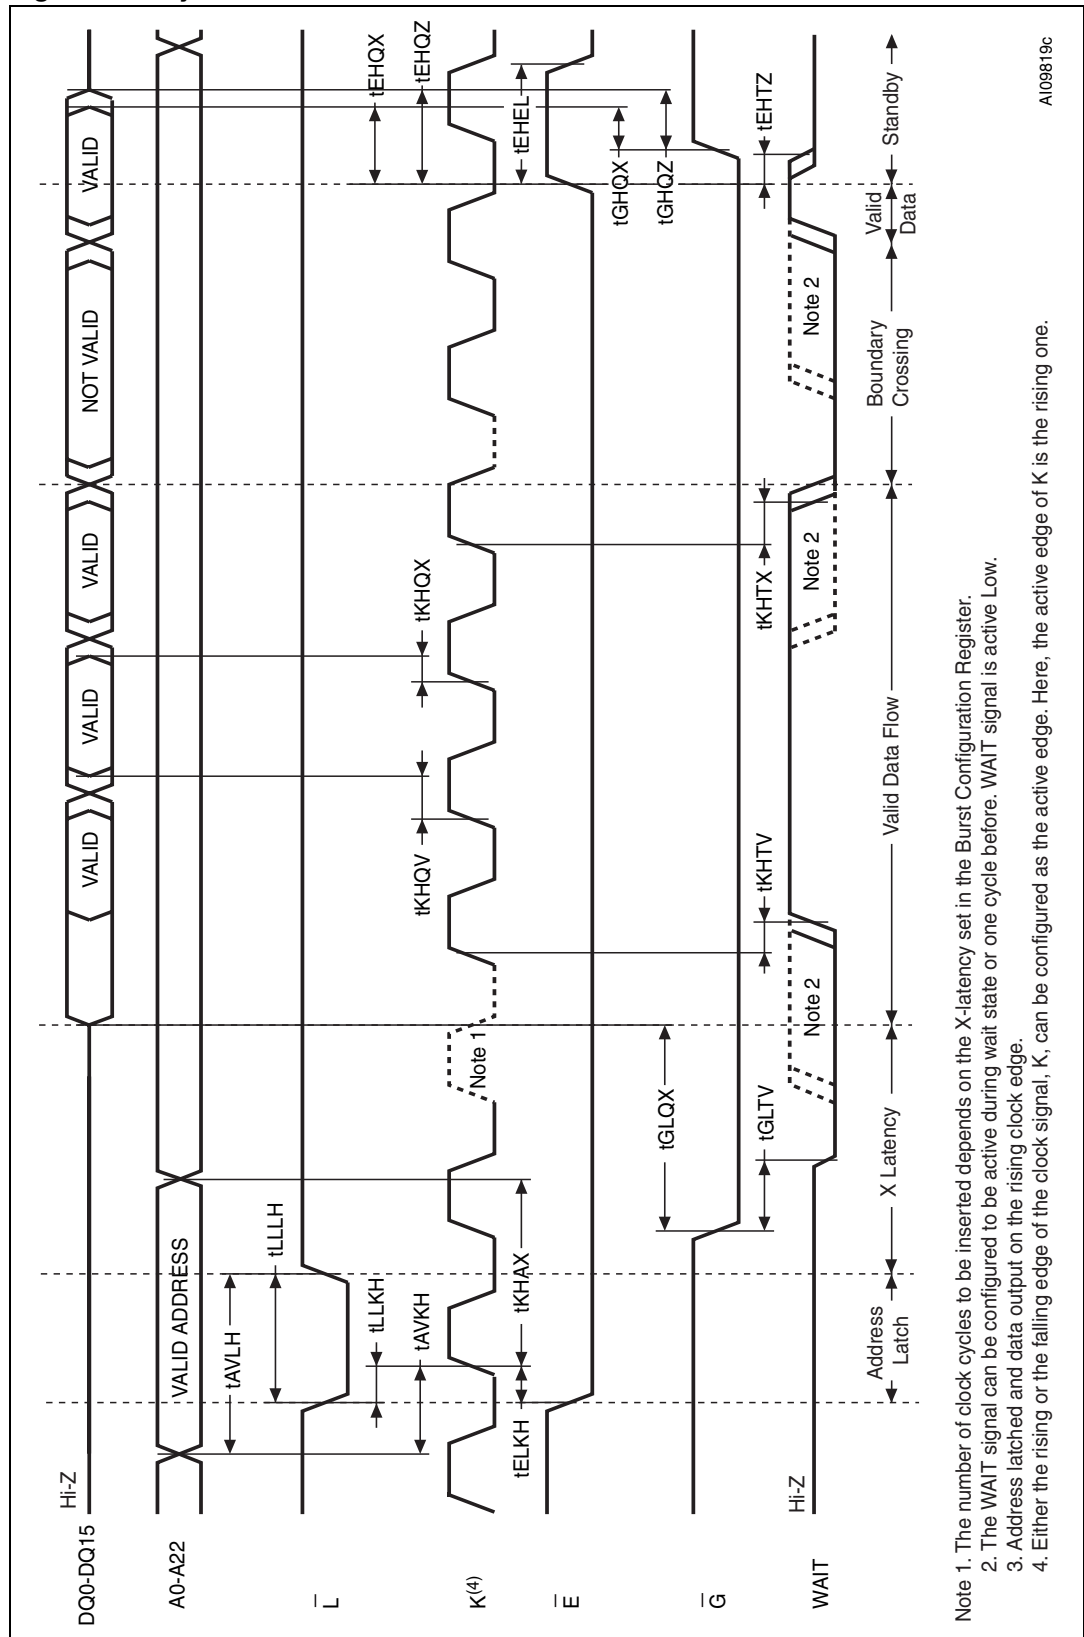 DQ0-DQ15
Hi-Z
VALID
VALID
VALID
NOT VALID
VALID
A0-A22
VALID ADDRESS
tAVLH
tLLLH
tEHQX
L
tLLKH
tAVKH
tKHQV
tKHQX
tEHQZ
K(4)
Note 1
tELKH
tKHAX
tEHEL
E
tGHQX
tGLQX
tGHQZ
G
tGLTV
tKHTV
tKHTX
tEHTZ
WAIT
Hi-Z
Note 2
Note 2
Note 2
Address
Latch
X Latency
Valid Data Flow
Boundary
Crossing
Valid
Data
Standby
Note 1. The number of clock cycles to be inserted depends on the X-latency set in the Burst Configuration Register.
2. The WAIT signal can be configured to be active during wait state or one cycle before. WAIT signal is active Low.
3. Address latched and data output on the rising clock edge.
4. Either the rising or the falling edge of the clock signal, K, can be configured as the active edge. Here, the active edge of K is the rising one.
AI09819c